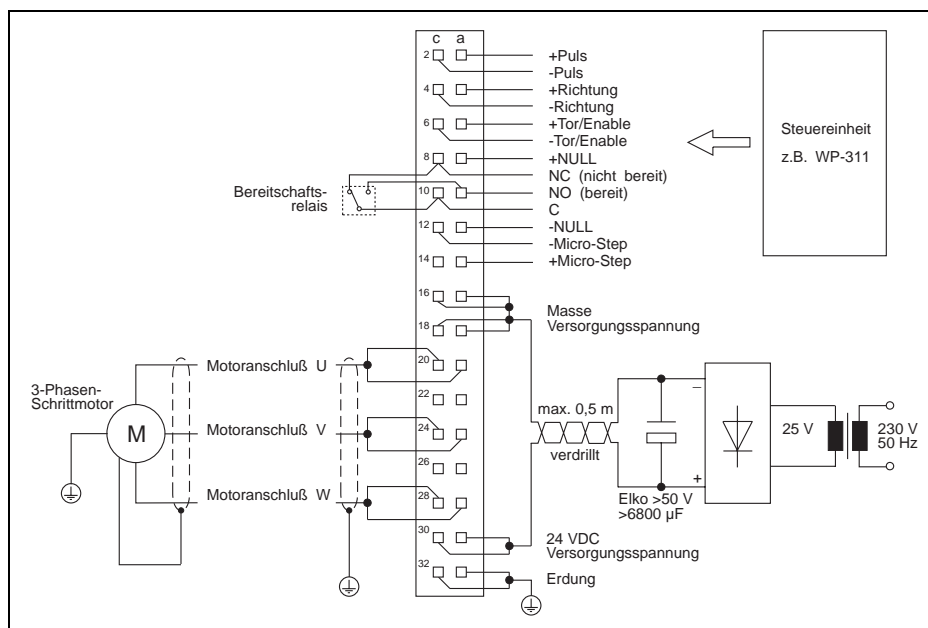 c a
2
+Puls
-Puls
4
+Richtung
-Richtung
6
+Tor/Enable
-Tor/Enable
8
+NULL
NC (nicht bereit)
10
NO (bereit)
C
12
-NULL
-Micro-Step
14
+Micro-Step
Steuereinheit
z.B. WP-311
Bereitschafts-
relais
16
18
Masse
Versorgungsspannung
20
22
24
26
28
30
32
Motoranschluß U
Motoranschluß V
Motoranschluß W
3-Phasen-
Schrittmotor
M
max. 0,5 m
verdrillt
–
+
Elko >50 V
>6800 µF
25 V
230 V
50 Hz
24 VDC
Versorgungsspannung
Erdung